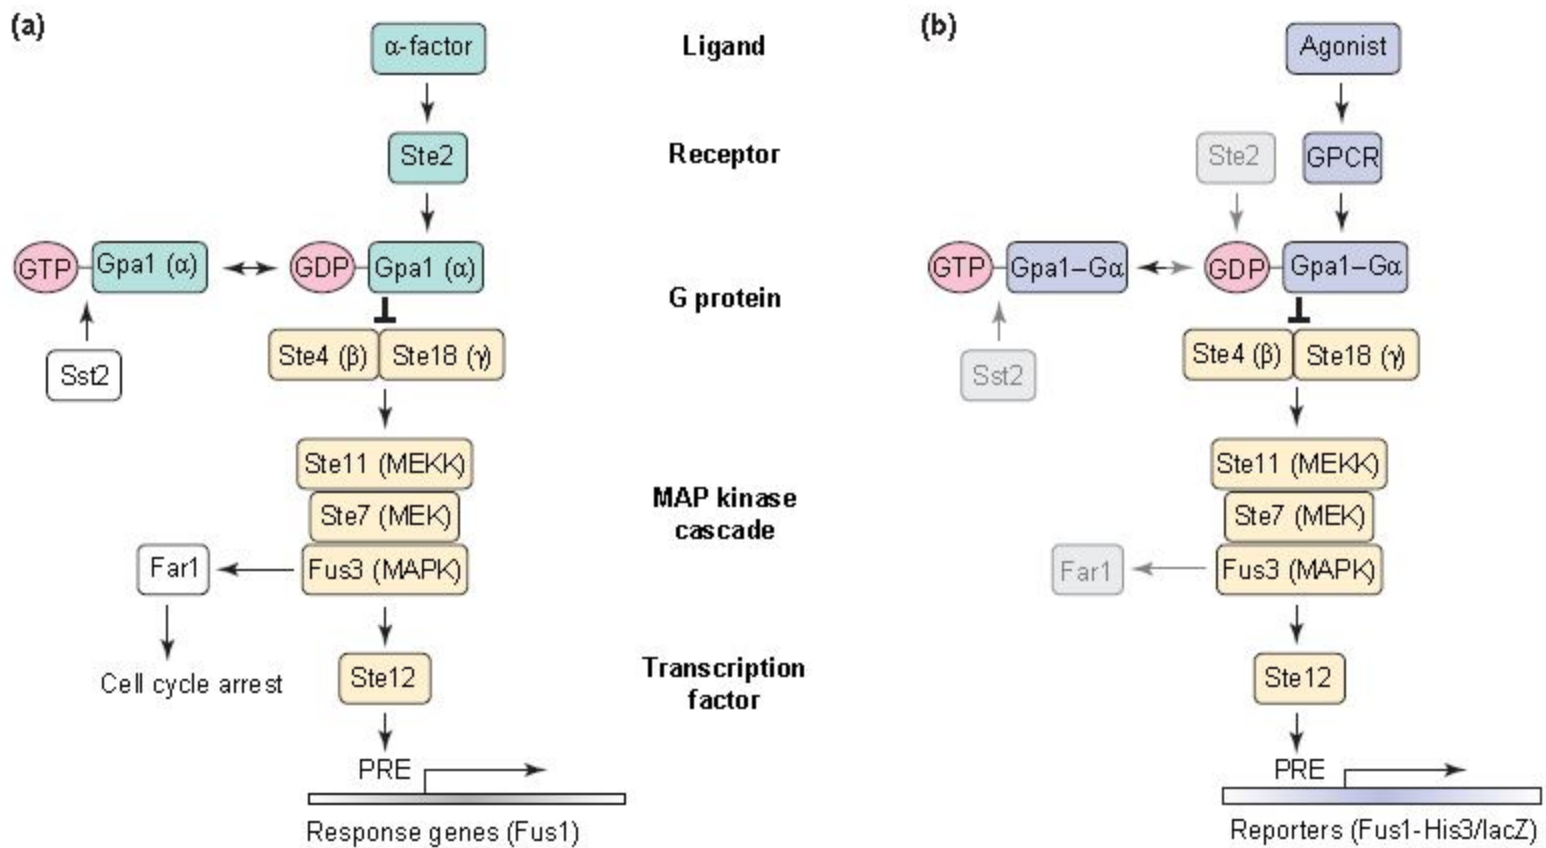 (a)
α-factor
Ligand
(b)
Agonist
Ste2
Receptor
Ste2
GPCR
GTP
Gpa1 (α)
GDP
Gpa1 (α)
G protein
GTP
Gpa1–Gα
GDP
Gpa1–Gα
Sst2
Ste4 (β)
Ste18 (γ)
Sst2
Ste4 (β)
Ste18 (γ)
Ste11 (MEKK)
Ste7 (MEK)
Fus3 (MAPK)
Far1
MAP kinase
cascade
Ste11 (MEKK)
Ste7 (MEK)
Fus3 (MAPK)
Far1
Cell cycle arrest
Ste12
Transcription
factor
Ste12
PRE
Response genes (Fus1)
PRE
Reporters (Fus1-His3/lacZ)